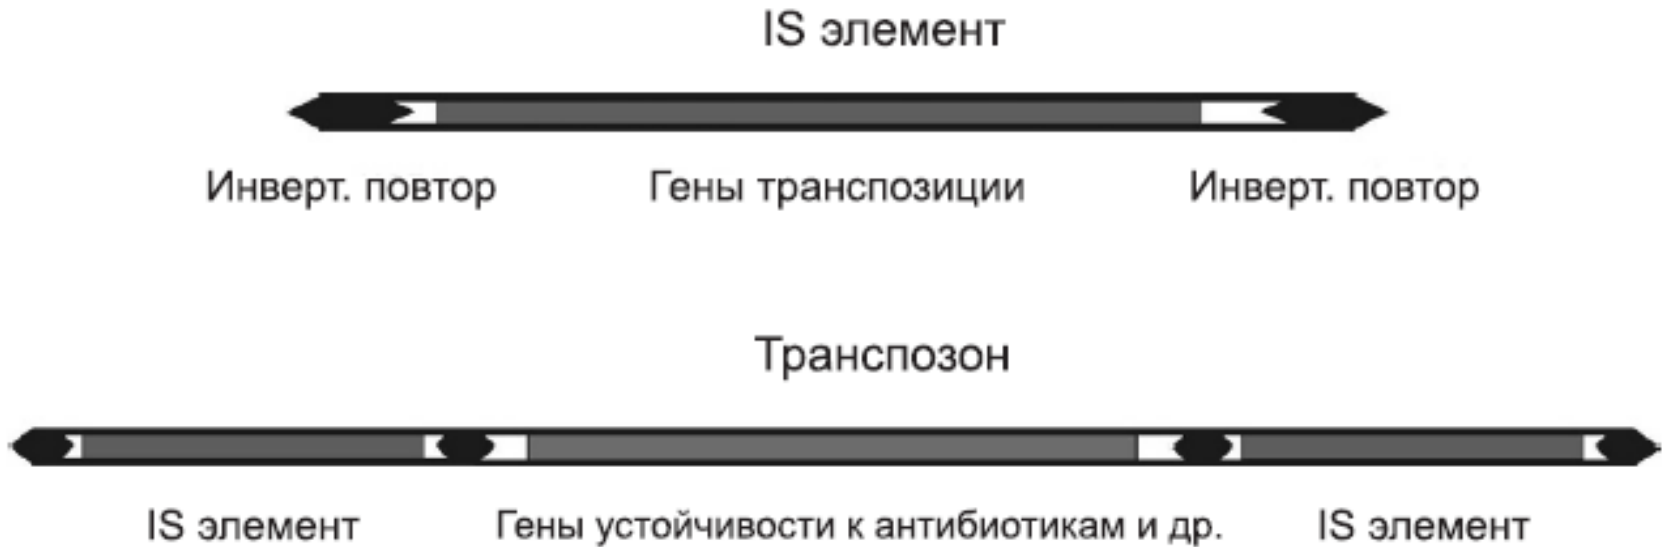 IS элемент
Инверт. повтор Гены транспозиции Инверт. повтор
Транспозон
IS элемент Гены устойчивости к антибиотикам и др. IS элемент